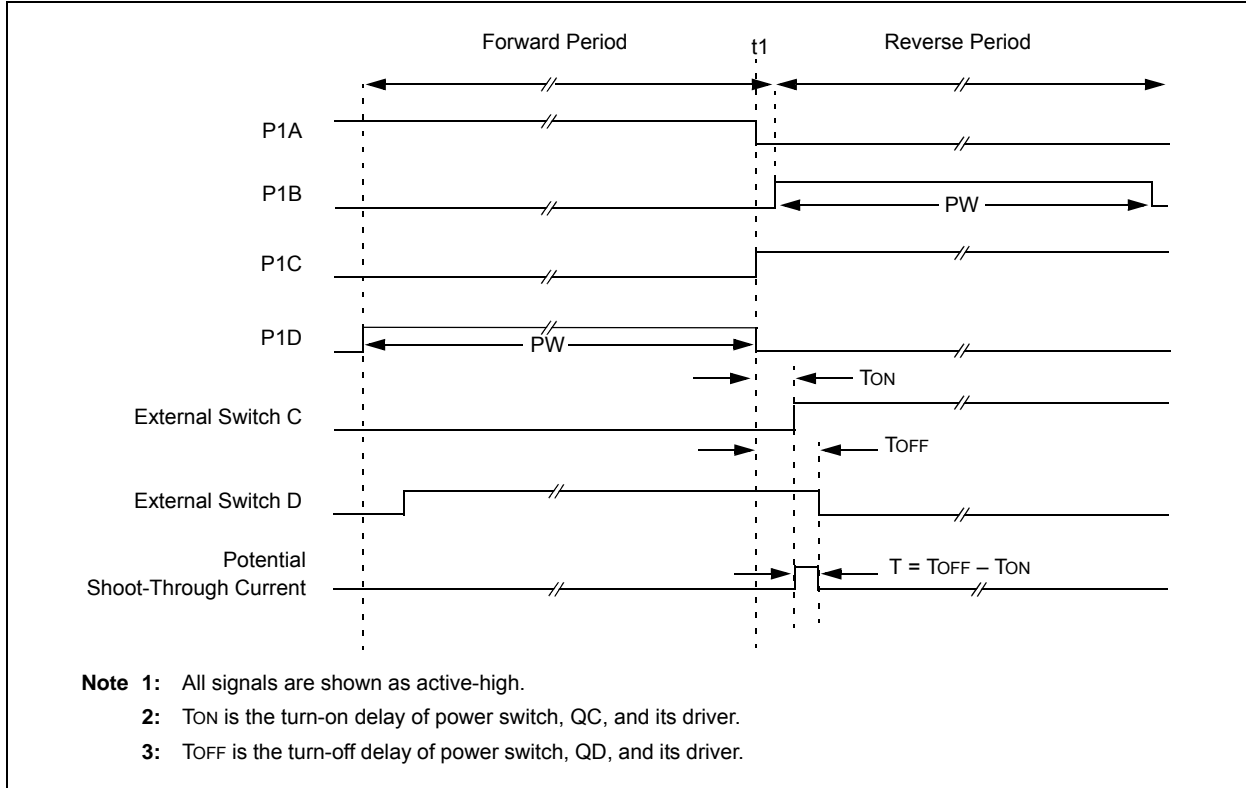 Forward Period
t1
Reverse Period
P1A
P1B
PW
P1C
P1D
PW
TON
External Switch C
TOFF
External Switch D
Potential
Shoot-Through Current
T = TOFF – TON
Note 1: All signals are shown as active-high.
2: TON is the turn-on delay of power switch, QC, and its driver.
3: TOFF is the turn-off delay of power switch, QD, and its driver.